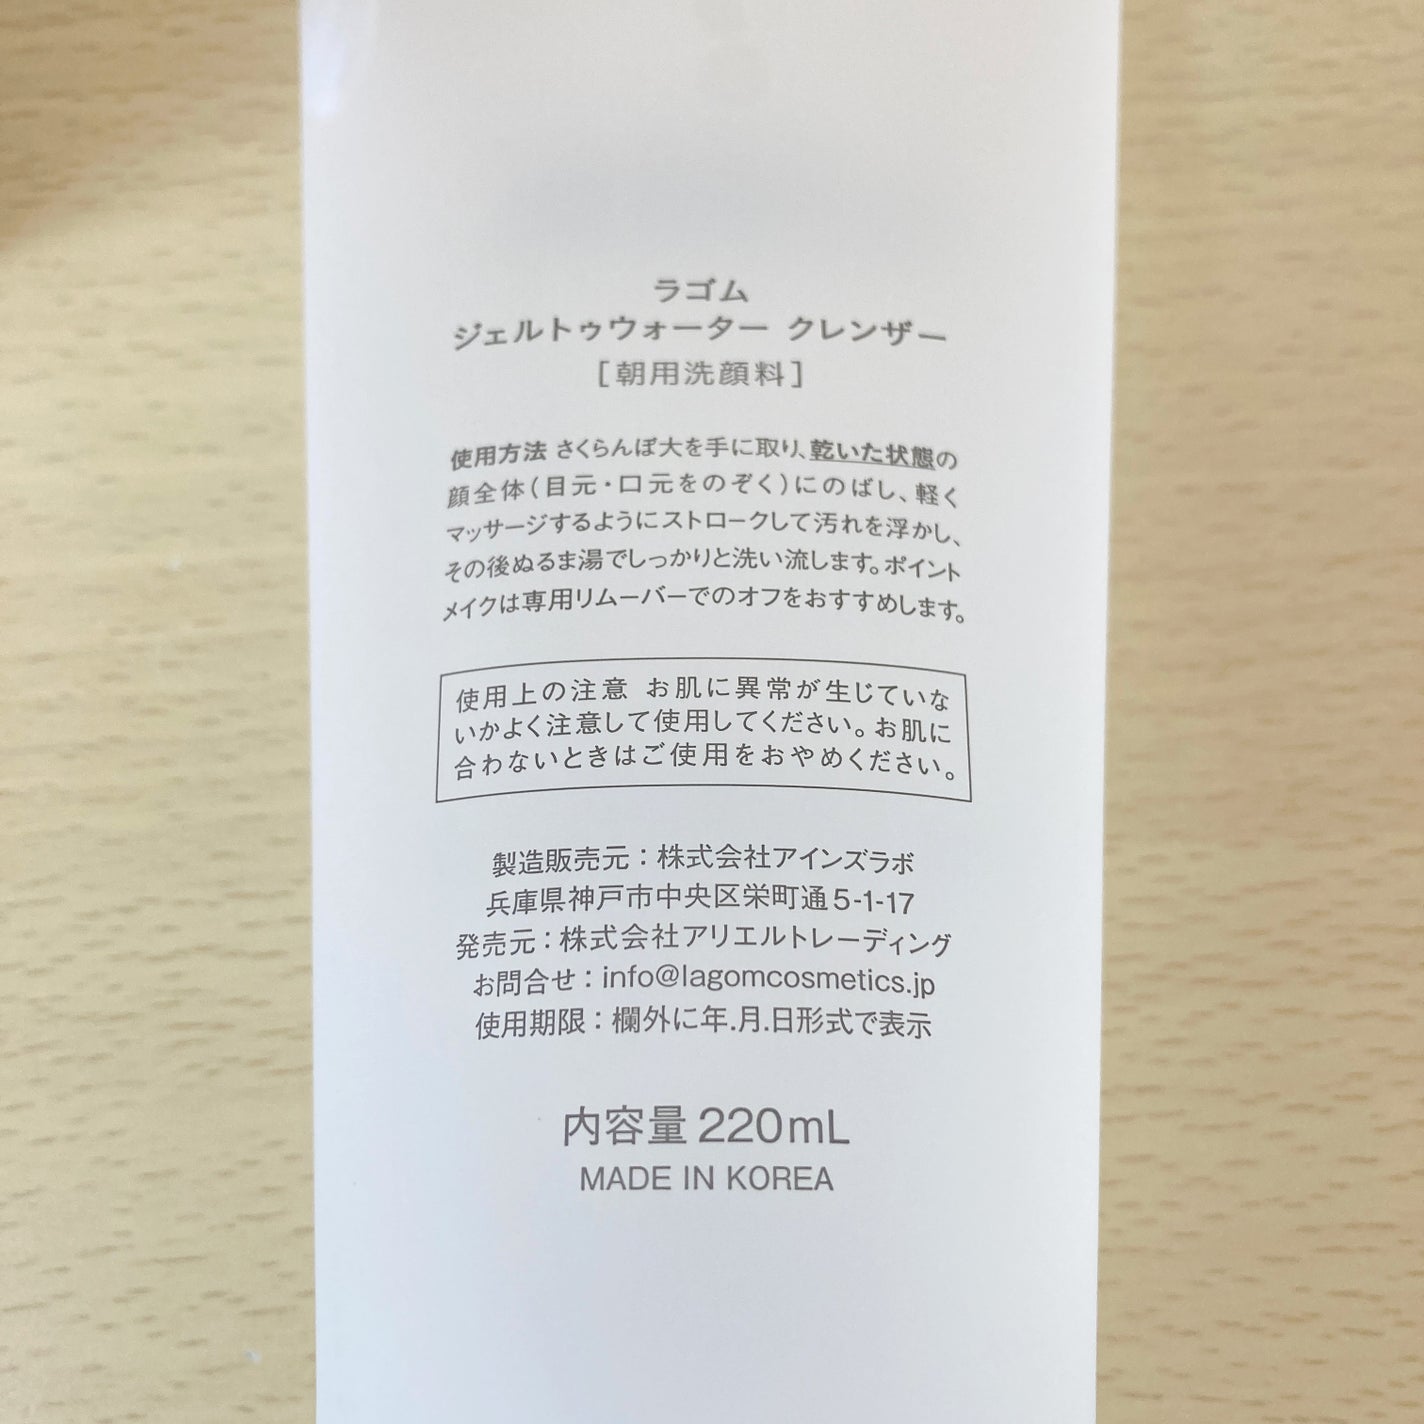 ラゴム
ジェルトゥウォーター クレンザー
[朝用洗顔料]
使用方法 さくらんぼ大を手に取り、乾いた状態の
顔全体(目元・口元をのぞく)にのばし、軽く
マッサージするようにストロークして汚れを浮かし、
その後ぬるま湯でしっかりと洗い流します。ポイント
メイクは専用リムーバーでのオフをおすすめします。
使用上の注意 お肌に異常が生じていな
いかよく注意して使用してください。お肌に
合わないときはご使用をおやめください。
製造販売元：株式会社アインズラボ
兵庫県神戸市中央区栄町通5-1-17
発売元：株式会社アリエルトレーディング
お問合せ：info@lagomcosmetics.jp
使用期限：欄外に年.月.日形式で表示
内容量 220mL
MADE IN KOREA